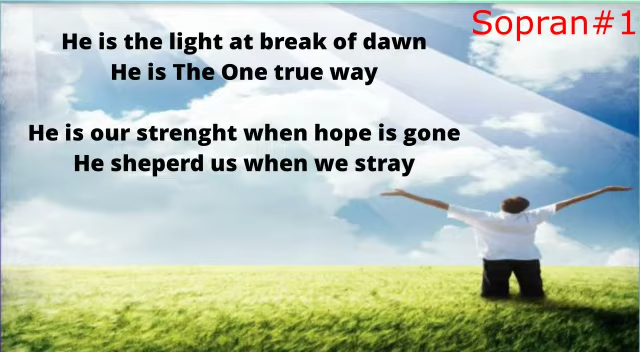 Sopran#1
He is the light at break of dawn
He is The One true way
He is our strenght when hope is gone
He sheperd us when we stray